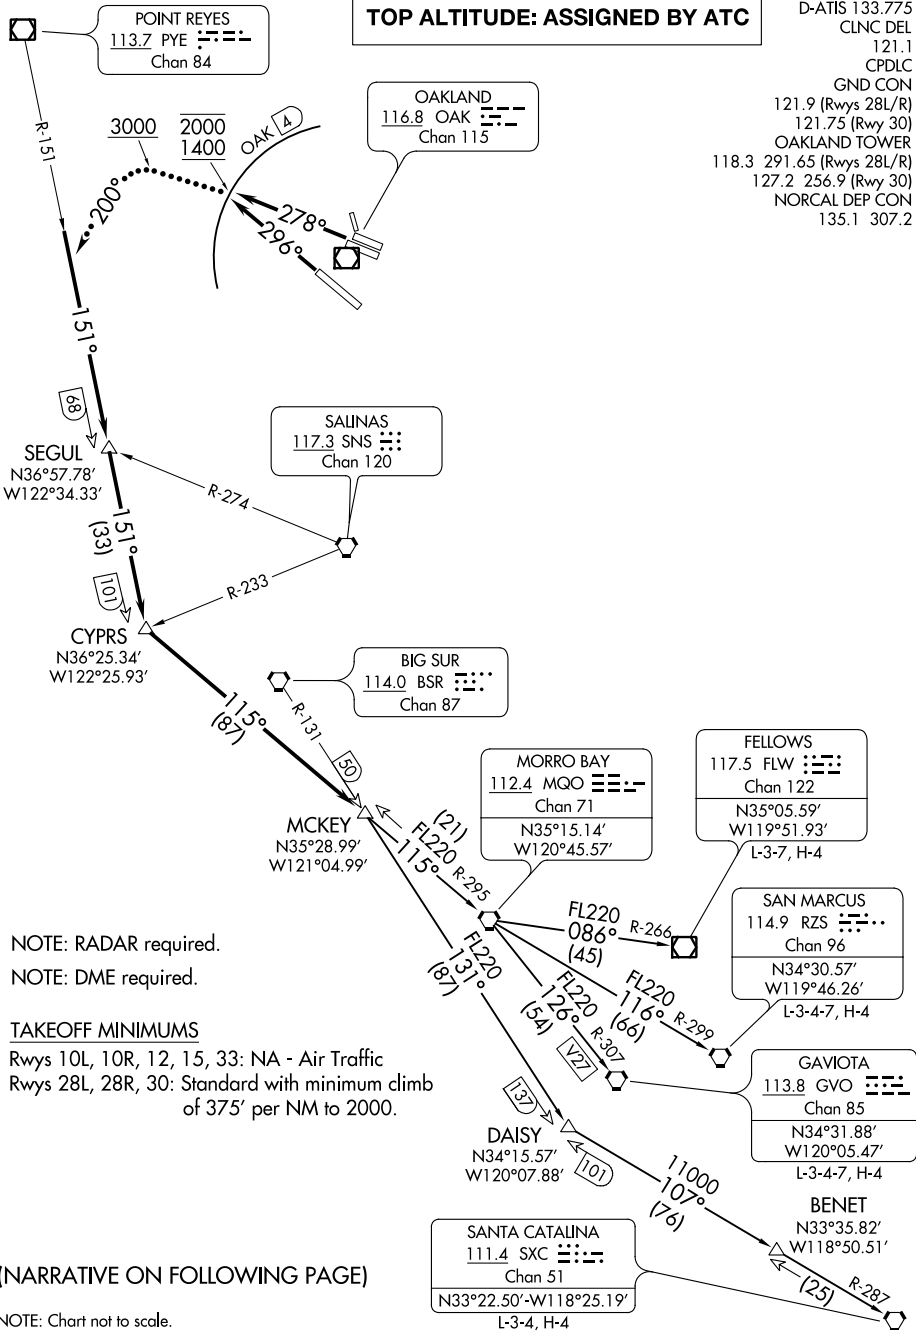 TOP ALTITUDE: ASSIGNED BY ATC
D-ATIS 133.775
CLNC DEL
121.1
CPDLC
GND CON
121.9 (Rwys 28L/R)
121.75 (Rwy 30)
OAKLAND TOWER
118.3 291.65 (Rwys 28L/R)
127.2 256.9 (Rwy 30)
NORCAL DEP CON
135.1 307.2
POINT REYES
113.7 PYE
Chan 84
R-151
3000
2000
1400
OAK 4
OAKLAND
116.8 OAK
Chan 115
200°
278°
296°
151°
68
SEGUL
N36°57.78'
W122°34.33'
SALINAS
117.3 SNS
Chan 120
R-274
R-233
151°
(33)
101
CYPRS
N36°25.34'
W122°25.93'
115°
(87)
BIG SUR
114.0 BSR
Chan 87
R-131
50
MCKEY
N35°28.99'
W121°04.99'
(21)
FL220
115°
R-295
MORRO BAY
112.4 MQO
Chan 71
N35°15.14'
W120°45.57'
FELLOWS
117.5 FLW
Chan 122
N35°05.59'
W119°51.93'
L-3-7, H-4
FL220
086°
(45)
R-266
SAN MARCUS
114.9 RZS
Chan 96
N34°30.57'
W119°46.26'
L-3-4-7, H-4
FL220
116°
(66)
R-299
FL220
126°
(54)
R-307
V27
GAVIOTA
113.8 GVO
Chan 85
N34°31.88'
W120°05.47'
L-3-4-7, H-4
FL220
131°
(87)
137
DAISY
N34°15.57'
W120°07.88'
101
11000
107°
(76)
BENET
N33°35.82'
W118°50.51'
(25)
R-287
SANTA CATALINA
111.4 SXC
Chan 51
N33°22.50'-W118°25.19'
L-3-4, H-4
NOTE: RADAR required.
NOTE: DME required.
TAKEOFF MINIMUMS
Rwys 10L, 10R, 12, 15, 33: NA - Air Traffic
Rwys 28L, 28R, 30: Standard with minimum climb
of 375' per NM to 2000.
(NARRATIVE ON FOLLOWING PAGE)
NOTE: Chart not to scale.